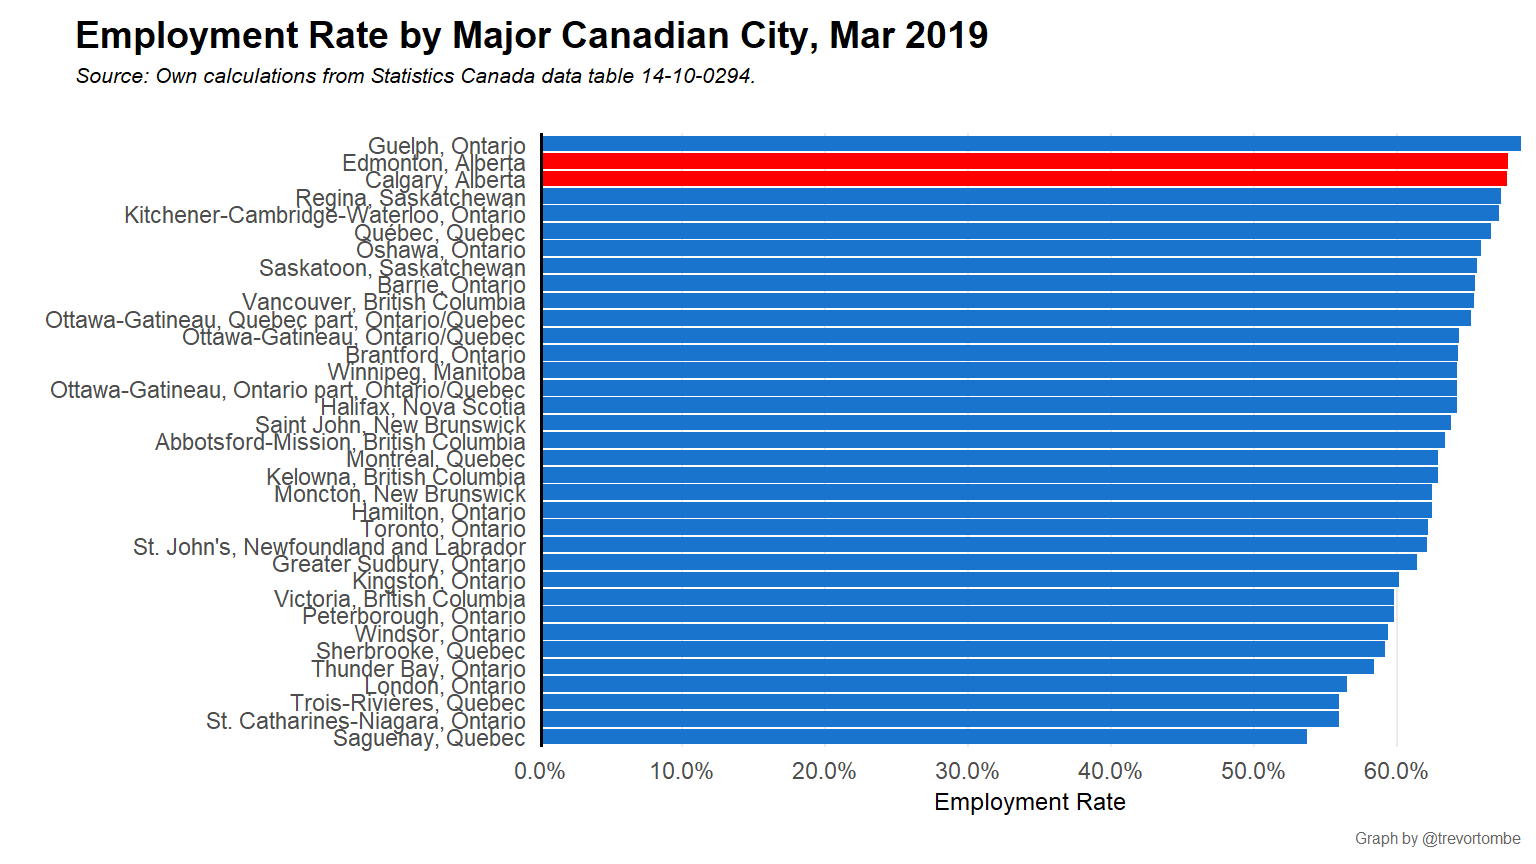 Employment Rate by Major Canadian City, Mar 2019
Source: Own calculations from Statistics Canada data table 14-10-0294.
Guelph, Ontario
Edmonton, Alberta
Calgary, Alberta
Regina, Saskatchewan
Kitchener-Cambridge-Waterloo, Ontario
Québec, Quebec
Oshawa, Ontario
Saskatoon, Saskatchewan
Barrie, Ontario
Vancouver, British Columbia
Ottawa-Gatineau, Quebec part, Ontario/Quebec
Ottawa-Gatineau, Ontario/Quebec
Brantford, Ontario
Winnipeg, Manitoba
Ottawa-Gatineau, Ontario part, Ontario/Quebec
Halifax, Nova Scotia
Saint John, New Brunswick
Abbotsford-Mission, British Columbia
Montréal, Quebec
Kelowna, British Columbia
Moncton, New Brunswick
Hamilton, Ontario
Toronto, Ontario
St. John's, Newfoundland and Labrador
Greater Sudbury, Ontario
Kingston, Ontario
Victoria, British Columbia
Peterborough, Ontario
Windsor, Ontario
Sherbrooke, Quebec
Thunder Bay, Ontario
London, Ontario
Trois-Rivières, Quebec
St. Catharines-Niagara, Ontario
Saguenay, Quebec
0.0% 10.0% 20.0% 30.0% 40.0% 50.0% 60.0%
Employment Rate
Graph by @trevortombe